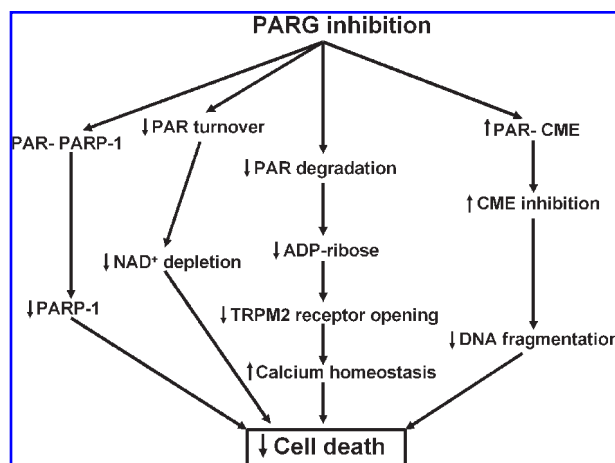 PARG inhibition
PAR- PARP-1
↓PAR turnover
↑PAR- CME
↓PAR degradation
↑CME inhibition
↓NAD⁺ depletion
↓ADP-ribose
↓PARP-1
↓TRPM2 receptor opening
↓DNA fragmentation
↑Calcium homeostasis
↓Cell death